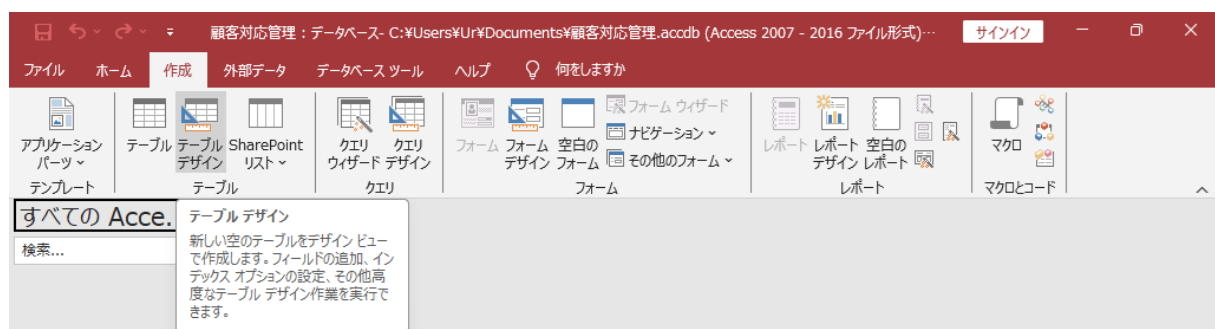 顧客対応管理 : データベース- C:¥Users¥Ur¥Documents¥顧客対応管理.accdb (Access 2007 - 2016 ファイル形式)… サインイン
ファイル ホーム 作成 外部データ データベース ツール ヘルプ 何をしますか
アプリケーション
パーツ
テーブル
テーブル
デザイン
SharePoint
リスト
クエリ
ウィザード
クエリ
デザイン
フォーム
フォーム
デザイン
空白の
フォーム
フォーム ウィザード
ナビゲーション
その他のフォーム
レポート
レポート
デザイン
空白の
レポート
マクロ
テンプレート テーブル クエリ フォーム レポート マクロとコード
すべての Acce.
検索...
テーブル デザイン
新しい空のテーブルをデザイン ビュー
で作成します。フィールドの追加、イン
デックス オプションの設定、その他高
度なテーブル デザイン作業を実行で
きます。